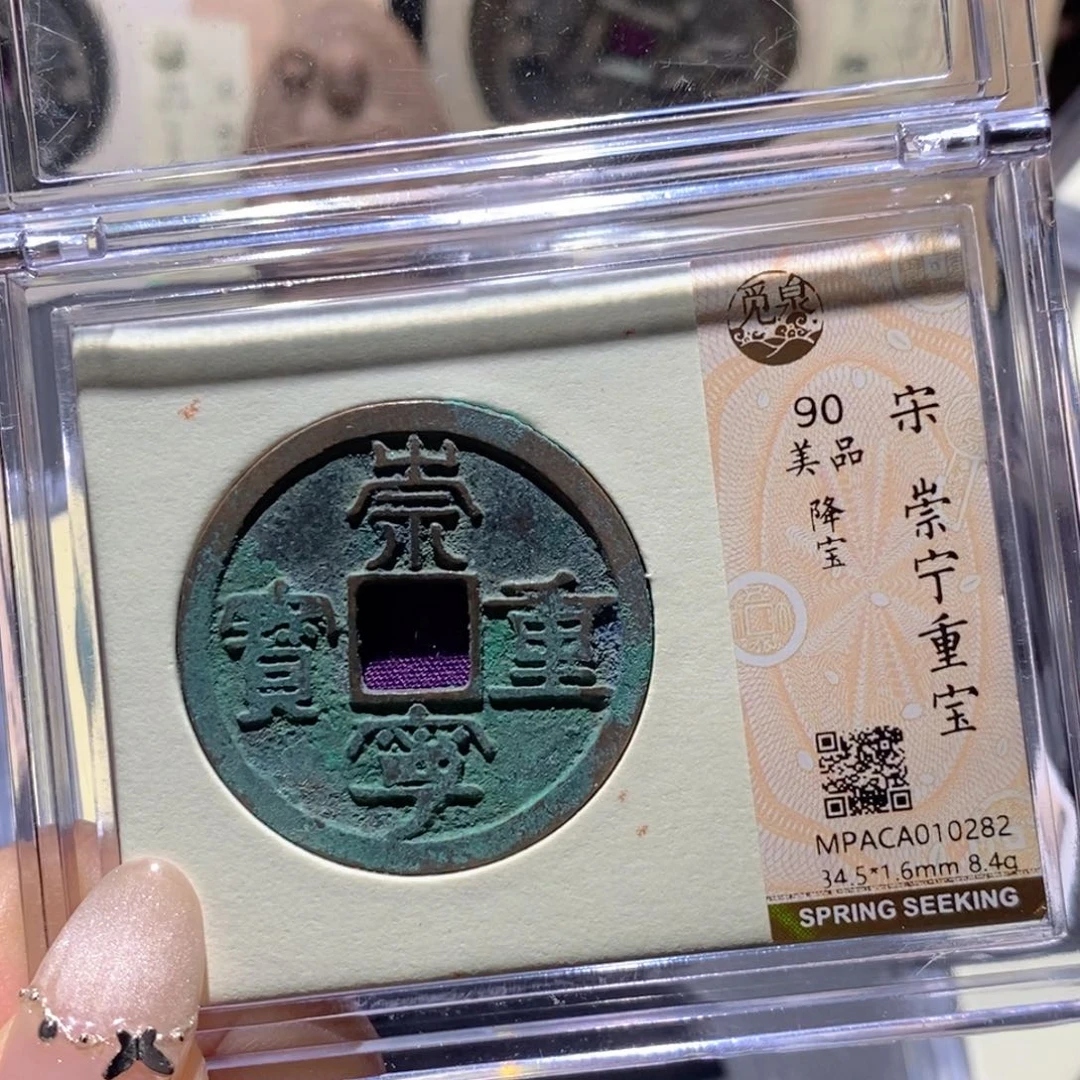 崇
寧
重
寶
觅泉
宋 崇宁重宝
90
美品
降宝
MPACA010282
34.5*1.6mm 8.4g
SPRING SEEKING